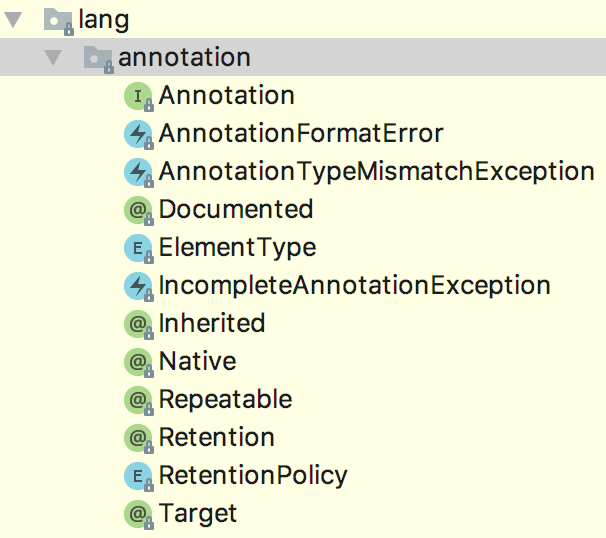 lang
annotation
I Annotation
AnnotationFormatError
AnnotationTypeMismatchException
@ Documented
E ElementType
IncompleteAnnotationException
@ Inherited
@ Native
@ Repeatable
@ Retention
E RetentionPolicy
@ Target